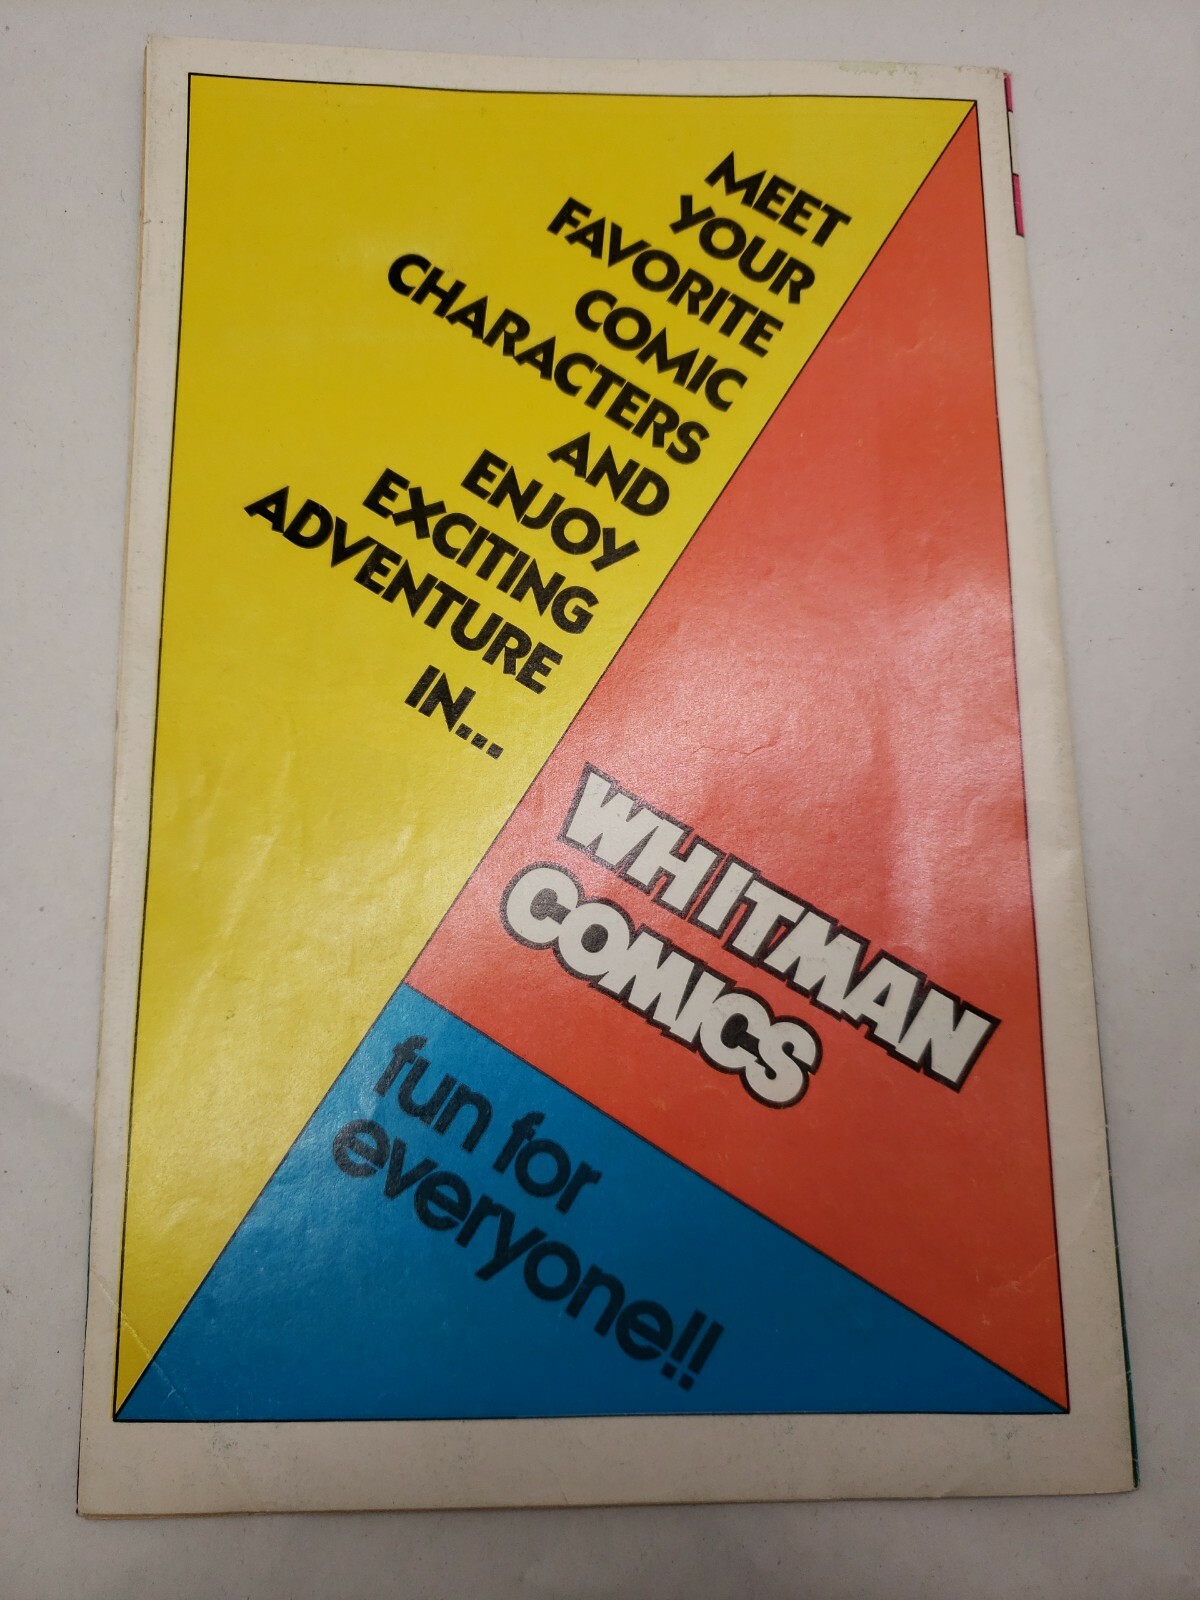 MEET
YOUR
FAVORITE
COMIC
CHARACTERS
AND
ENJOY
EXCITING
ADVENTURE
IN...
WHITMAN
COMICS
fun for
everyone!!